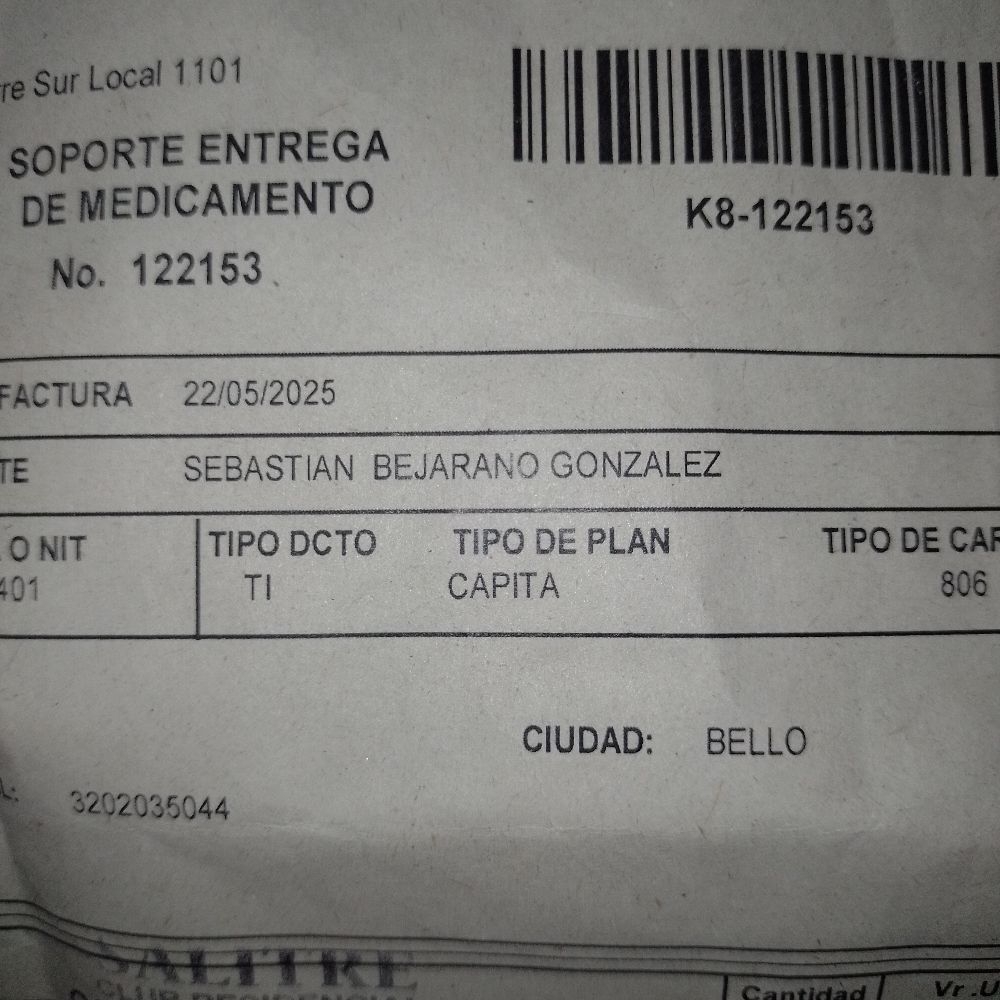 re Sur Local 1101
SOPORTE ENTREGA
DE MEDICAMENTO
No. 122153
K8-122153
FACTURA 22/05/2025
TE SEBASTIAN BEJARANO GONZALEZ
O NIT TIPO DCTO TIPO DE PLAN TIPO DE CAR
401 TI CAPITA 806
CIUDAD: BELLO
L: 3202035044
SALITRE
Cantidad Vr.U